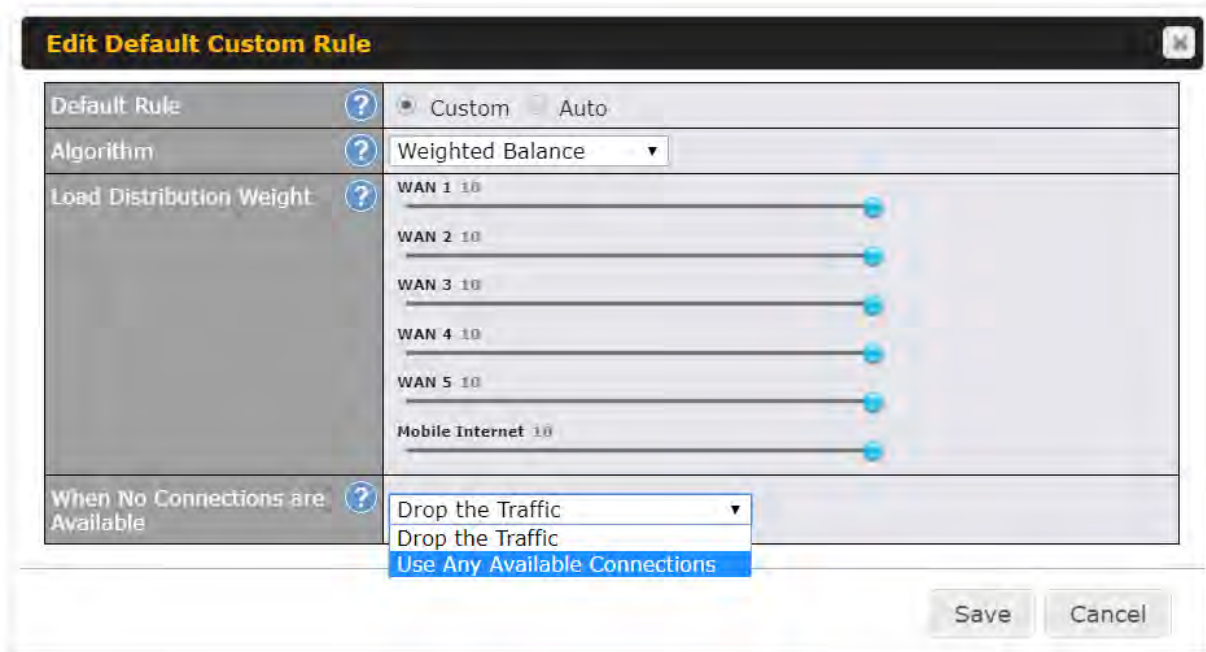 Edit Default Custom Rule
Default Rule ? Custom Auto
Algorithm ? Weighted Balance
Load Distribution Weight ? WAN 1 10
WAN 2 10
WAN 3 10
WAN 4 10
WAN 5 10
Mobile Internet 10
When No Connections are ?
Available
Drop the Traffic
Drop the Traffic
Use Any Available Connections
Save Cancel